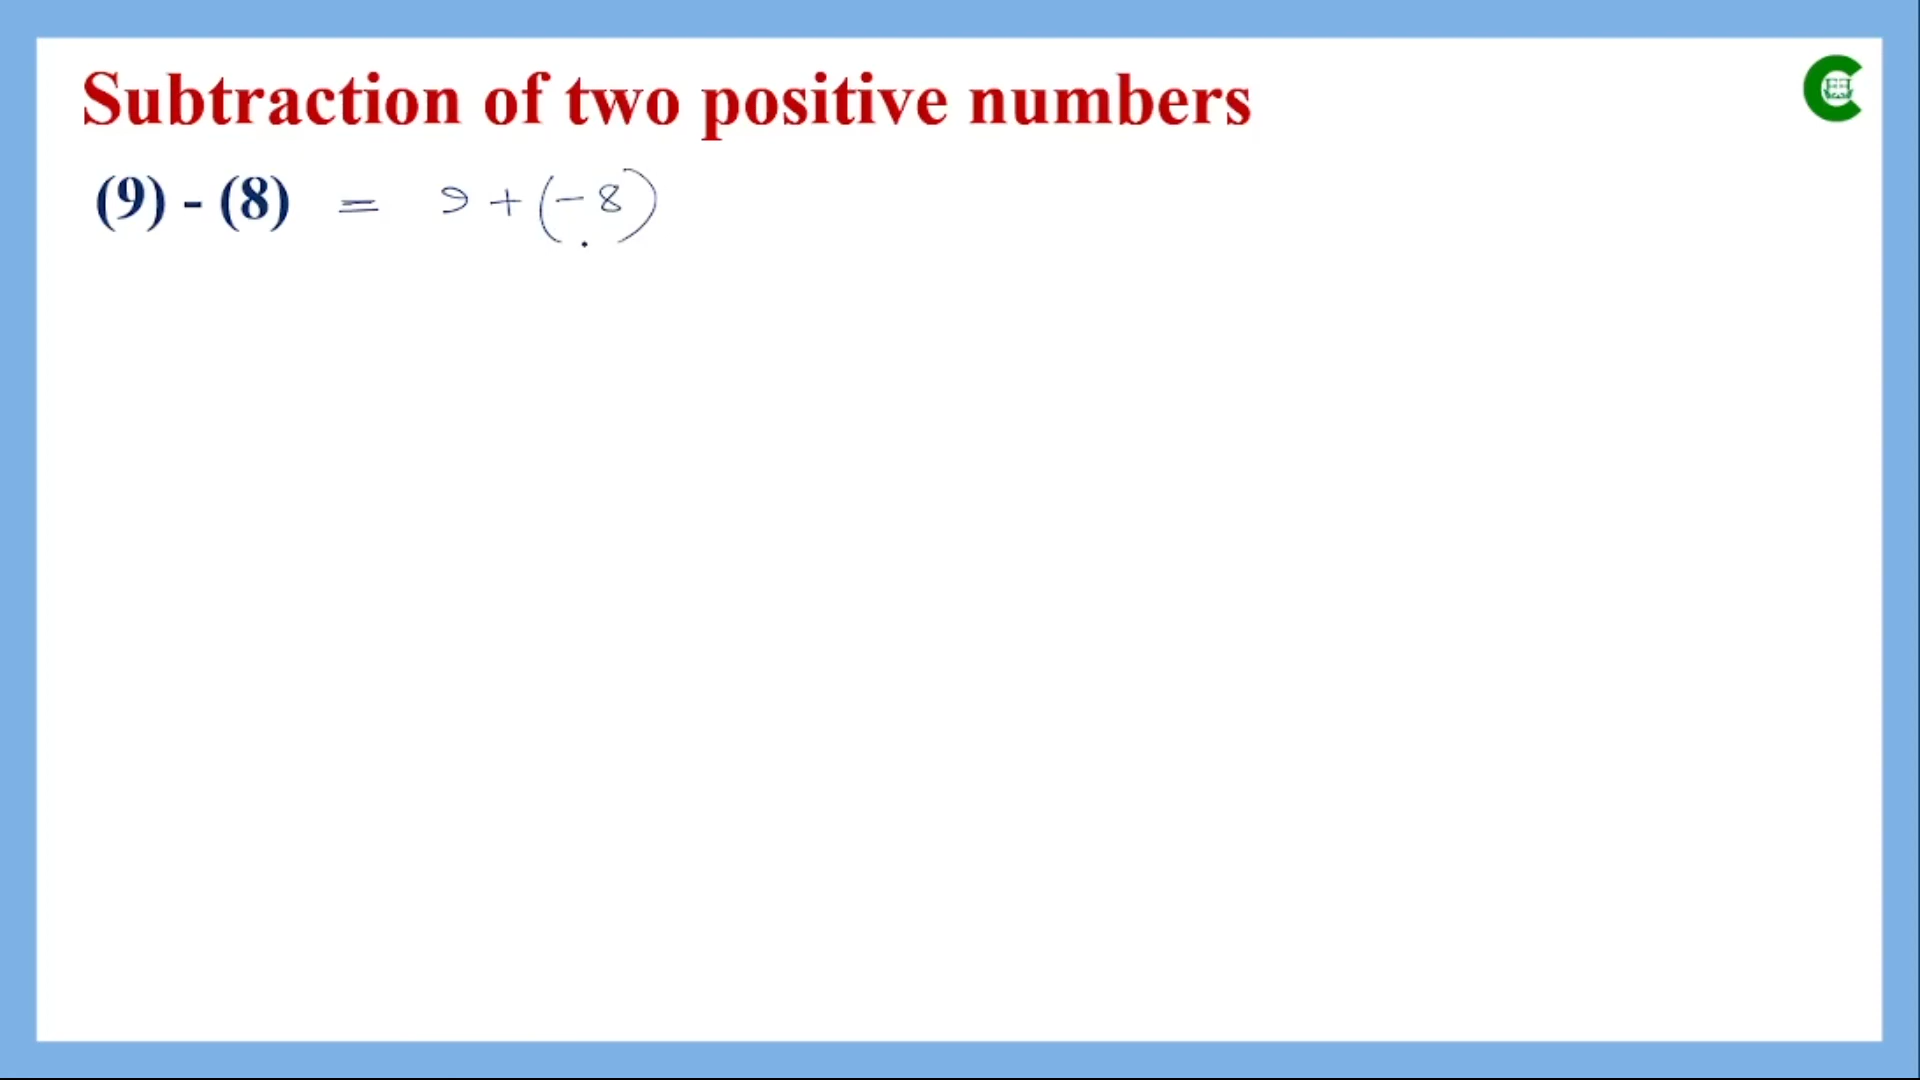 Subtraction of two positive numbers
(9) - (8) = 9 + (-8)